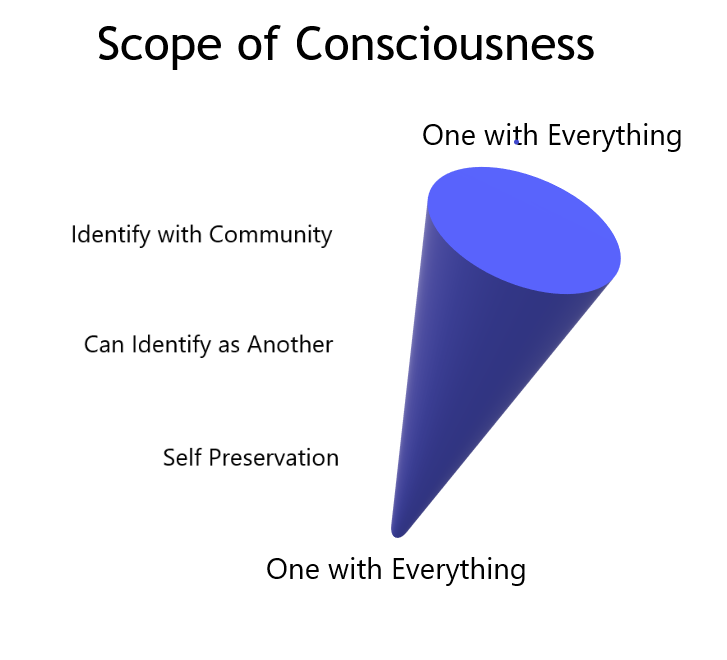 Scope of Consciousness
One with Everything
Identify with Community
Can Identify as Another
Self Preservation
One with Everything